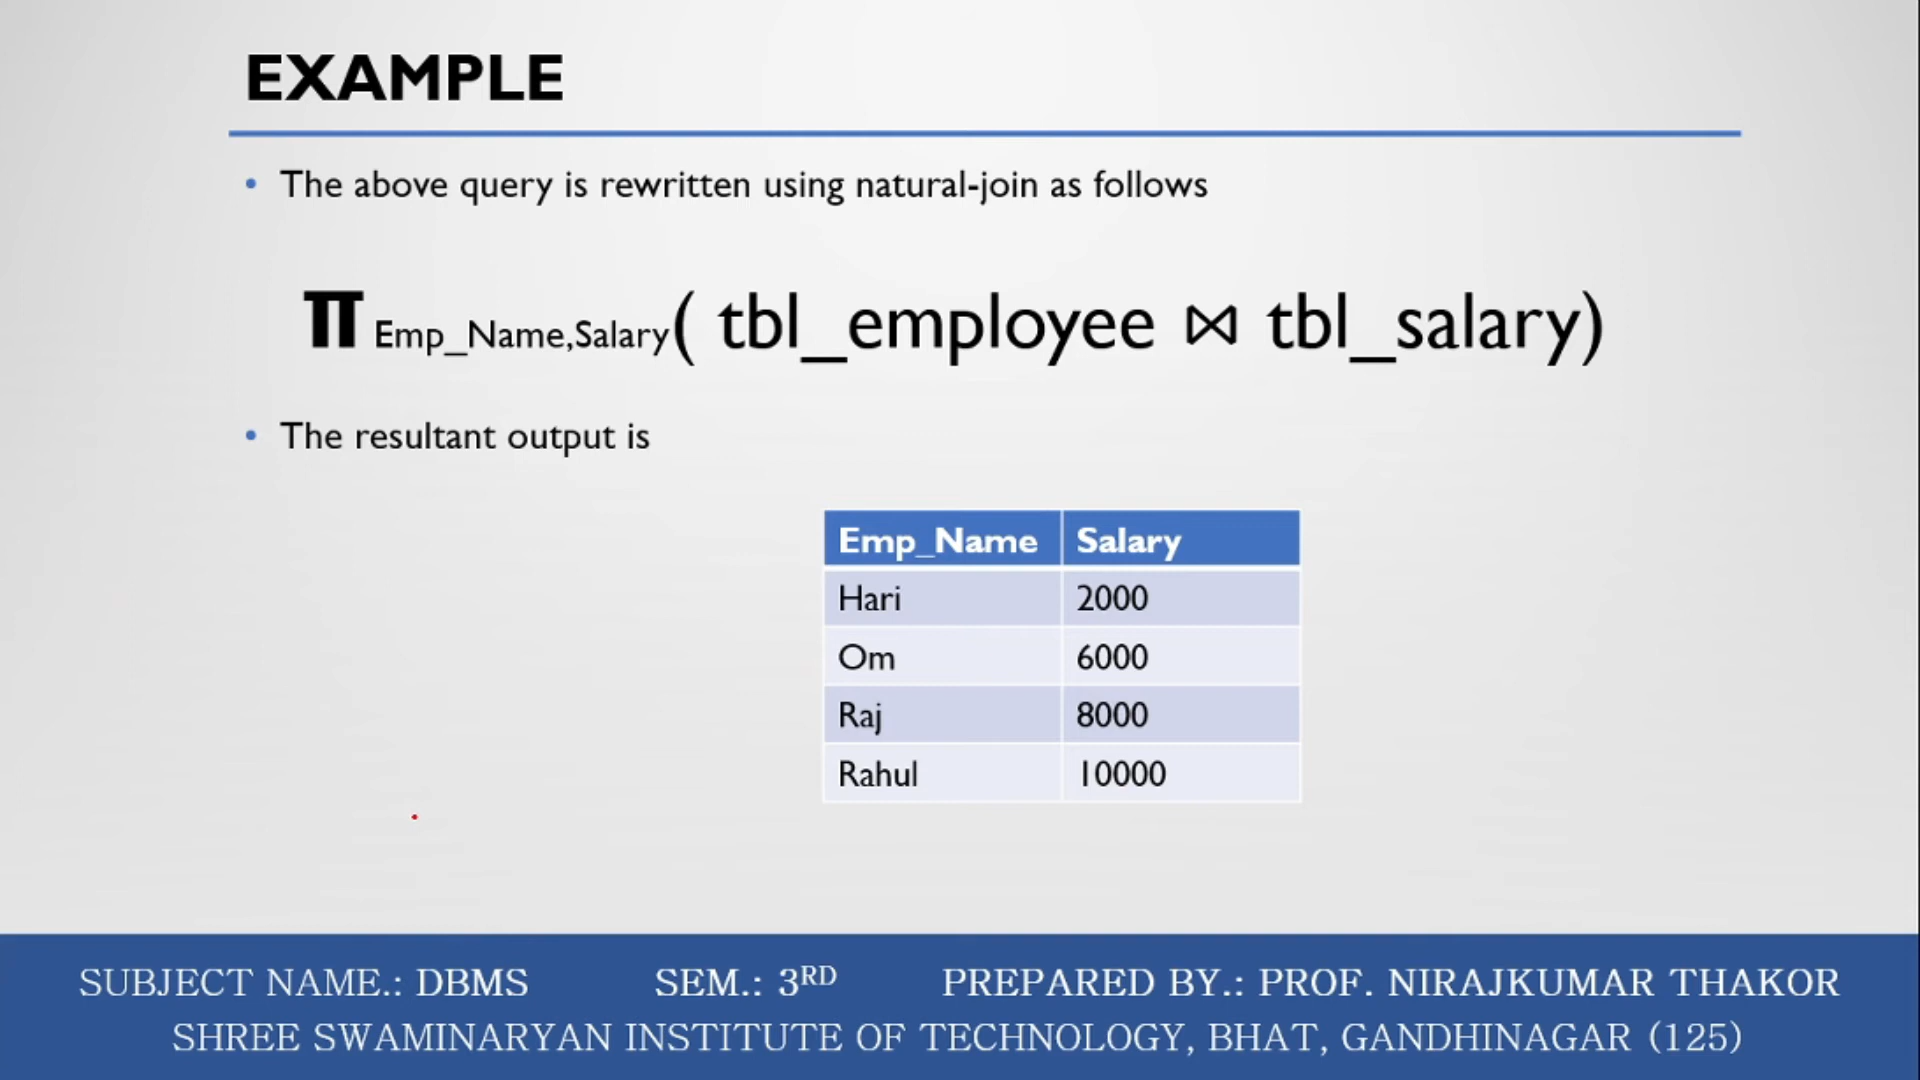 EXAMPLE
• The above query is rewritten using natural-join as follows
π Emp_Name,Salary( tbl_employee ⋈ tbl_salary)
• The resultant output is
Emp_Name Salary
Hari 2000
Om 6000
Raj 8000
Rahul 10000
SUBJECT NAME.: DBMS SEM.: 3RD PREPARED BY.: PROF. NIRAJKUMAR THAKOR
SHREE SWAMINARYAN INSTITUTE OF TECHNOLOGY, BHAT, GANDHINAGAR (125)